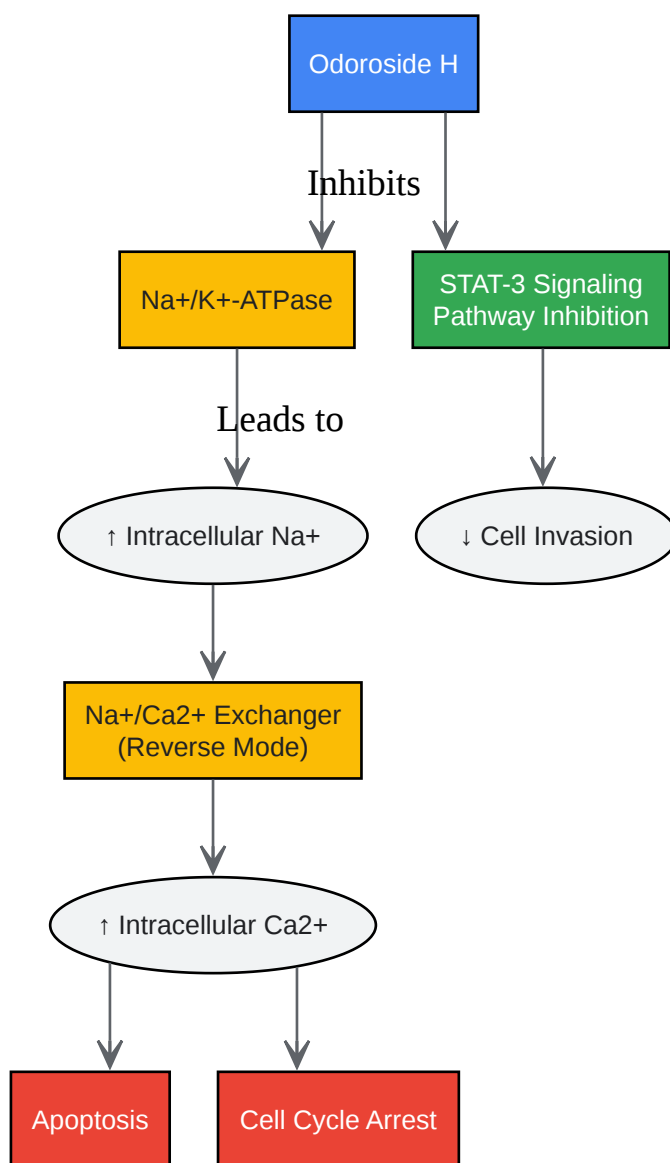 Odoroside H
Inhibits
Na+/K+-ATPase
STAT-3 Signaling
Pathway Inhibition
Leads to
↑ Intracellular Na+
↓ Cell Invasion
Na+/Ca2+ Exchanger
(Reverse Mode)
↑ Intracellular Ca2+
Apoptosis
Cell Cycle Arrest